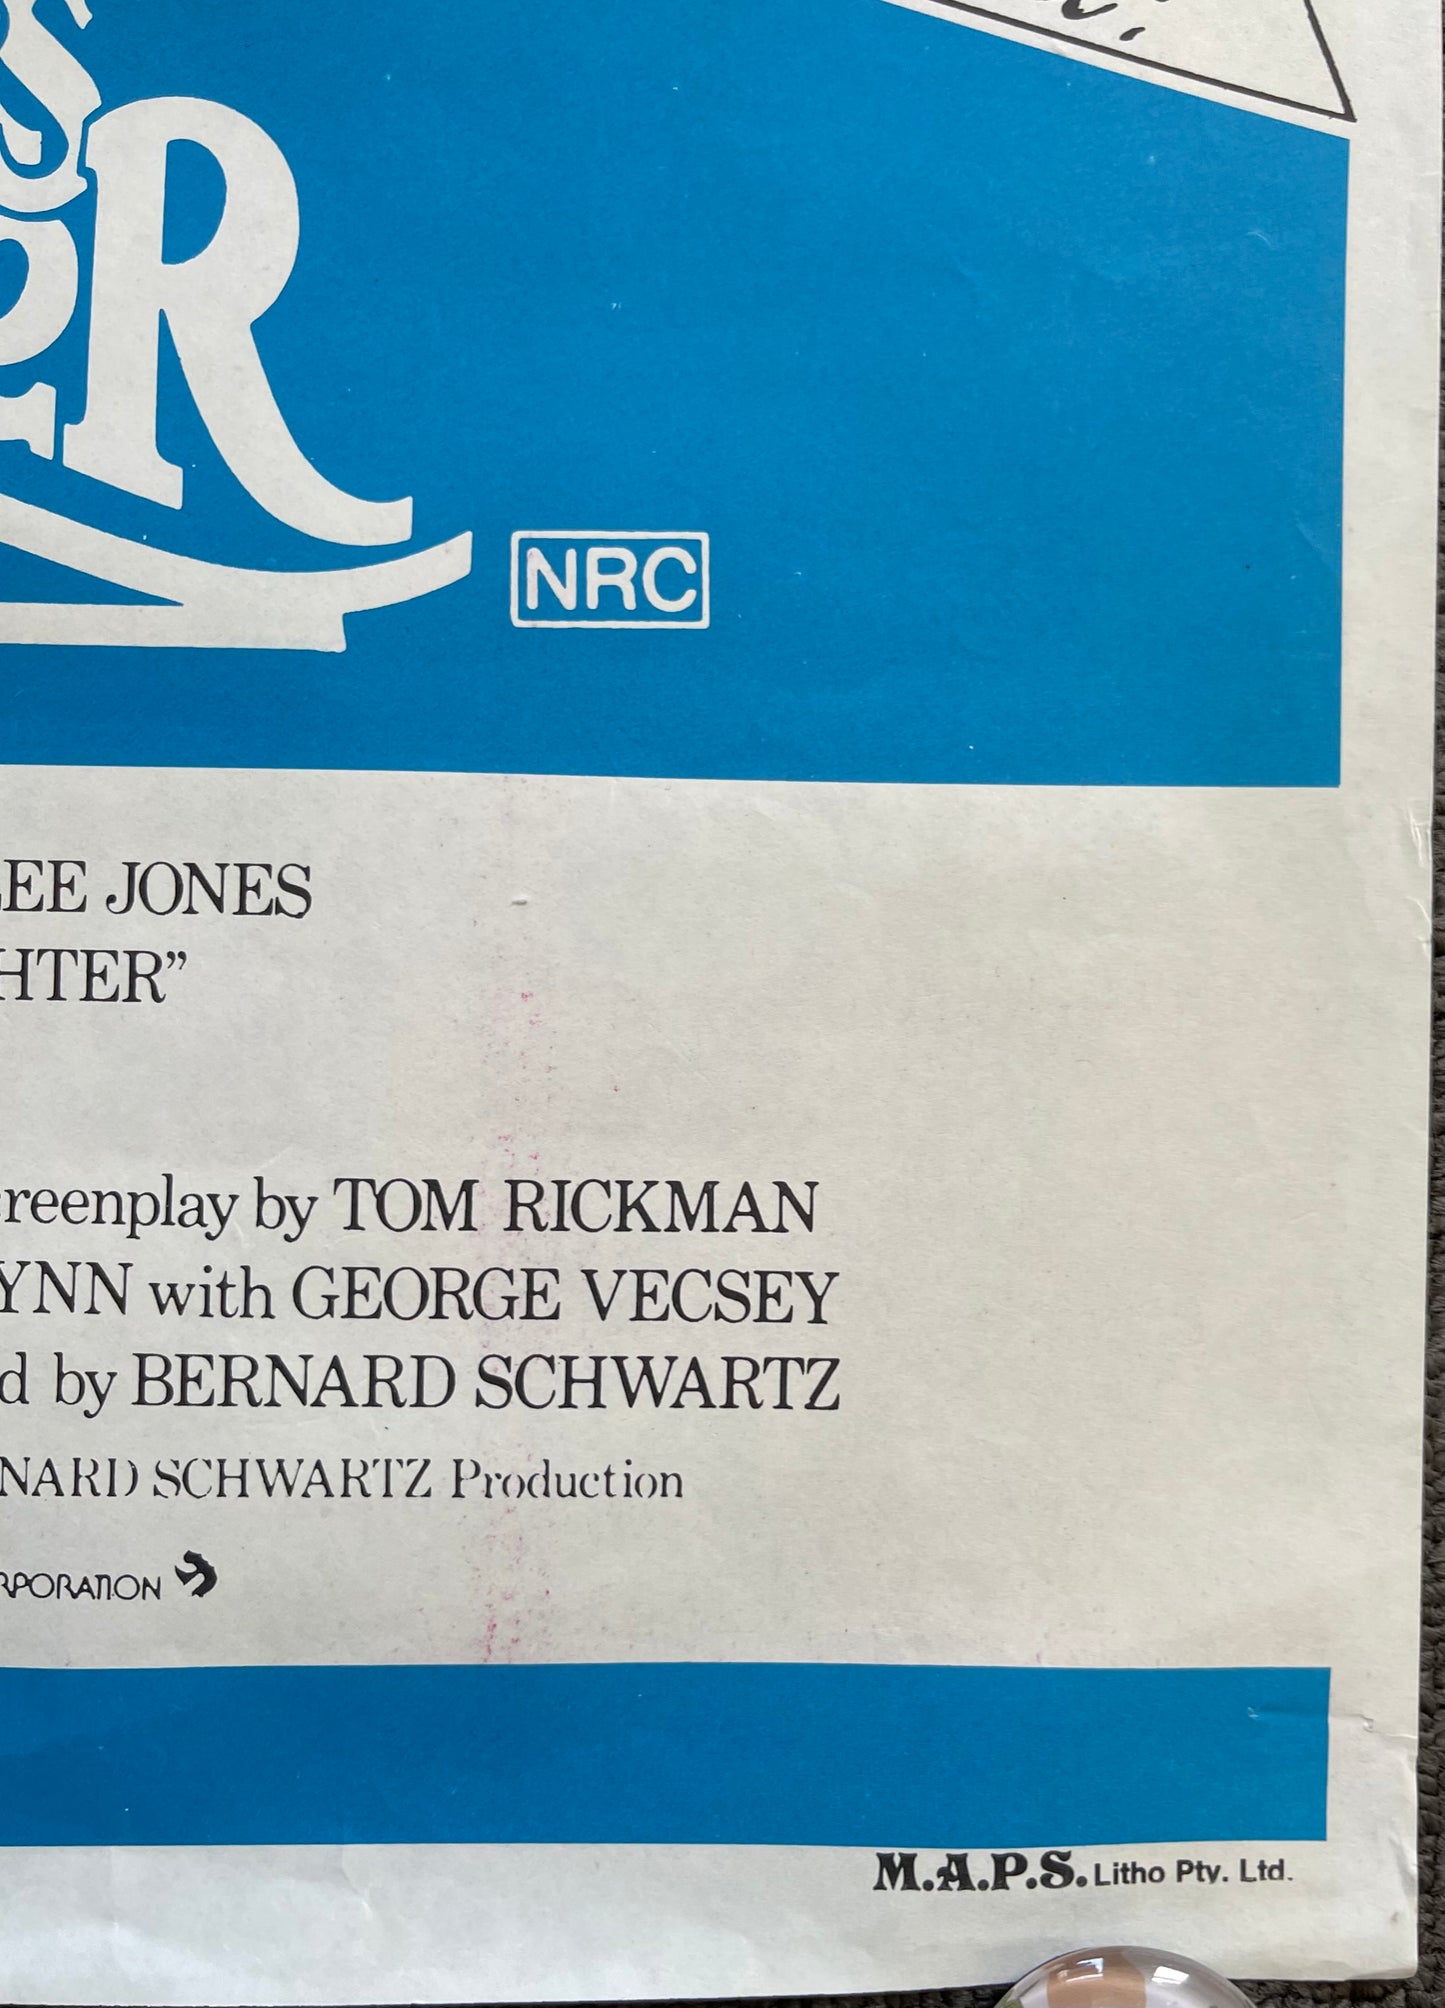 S
R
NRC
LEE JONES
HTER”
reenplay by TOM RICKMAN
YNN with GEORGE VECSEY
d by BERNARD SCHWARTZ
NARD SCHWARTZ Production
RPORATION
M.A.P.S. Litho Pty. Ltd.